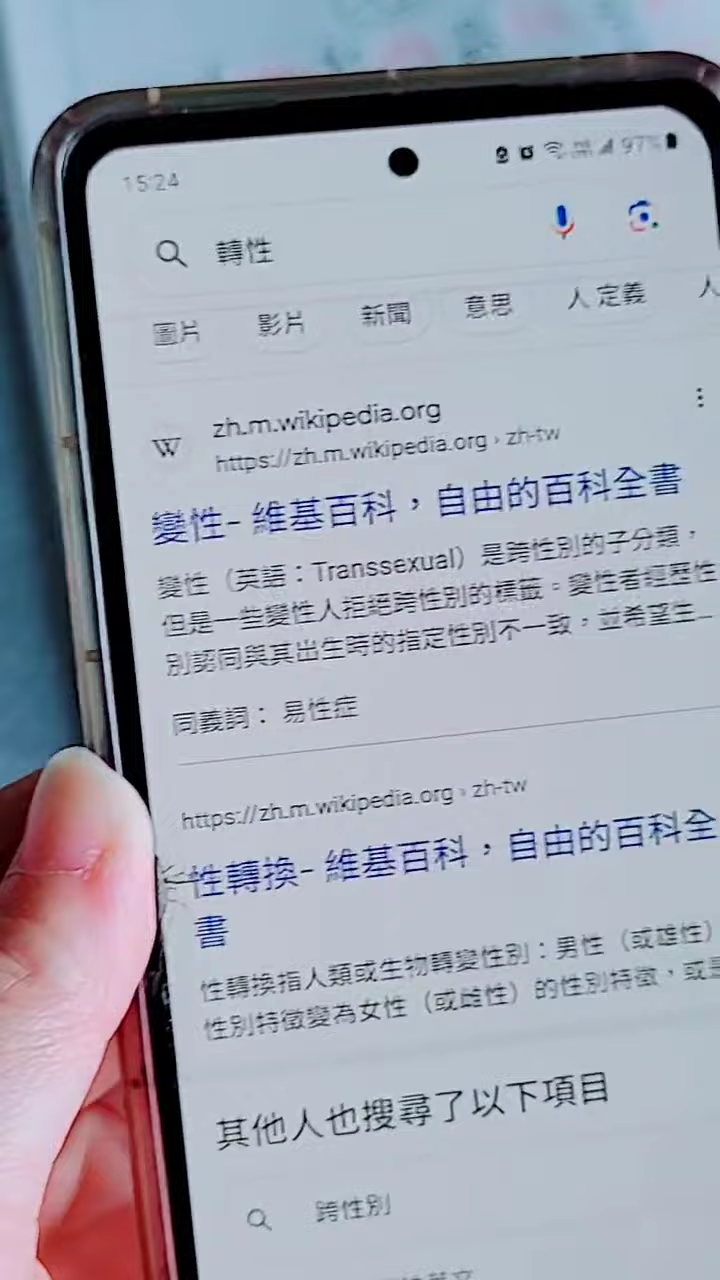 15:24
97%
轉性
圖片 影片 新聞 意思 人 定義 人
W
zh.m.wikipedia.org
https://zh.m.wikipedia.org › zh-tw
變性- 維基百科，自由的百科全書
變性（英語：Transsexual）是跨性別的子分類，
但是一些變性人拒絕跨性別的標籤。變性者經歷性
別認同與其出生時的指定性別不一致，並希望生...
同義詞： 易性症
https://zh.m.wikipedia.org › zh-tw
性轉換- 維基百科，自由的百科全
書
性轉換指人類或生物轉變性別：男性（或雄性）
性別特徵變為女性（或雌性）的性別特徵，或是
其他人也搜尋了以下項目
跨性別